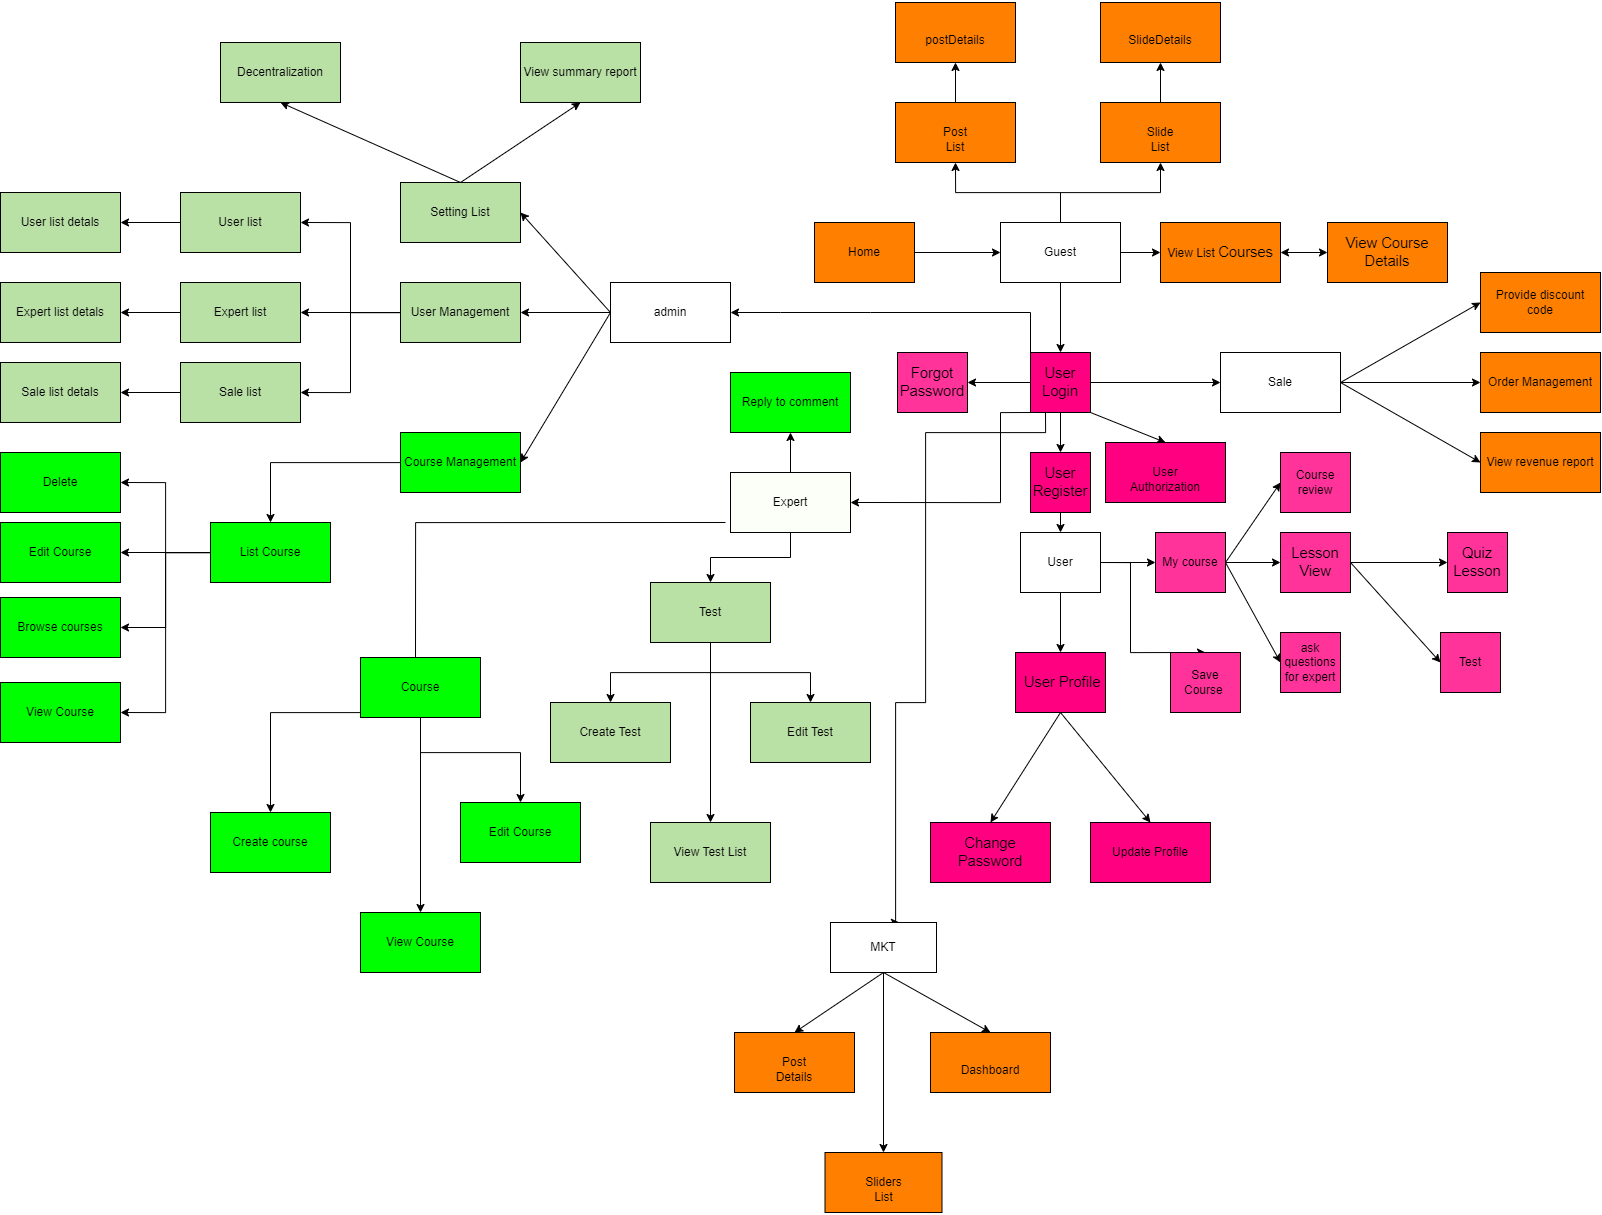 postDetails
SlideDetails
Decentralization
View summary report
Post
List
Slide
List
User list detals
User list
Setting List
Home
Guest
View List Courses
View Course
Details
Expert list detals
Expert list
User Management
admin
Provide discount
code
Sale list detals
Sale list
Reply to comment
Forgot
Password
User
Login
Sale
Order Management
Delete
Course Management
Expert
User
Register
User
Authorization
Course
review
View revenue report
Edit Course
List Course
User
My course
Lesson
View
Quiz
Lesson
Browse courses
Test
View Course
Course
User Profile
Save
Course
ask
questions
for expert
Test
Create Test
Edit Test
Create course
Edit Course
View Test List
Change
Password
Update Profile
View Course
MKT
Post
Details
Dashboard
Sliders
List